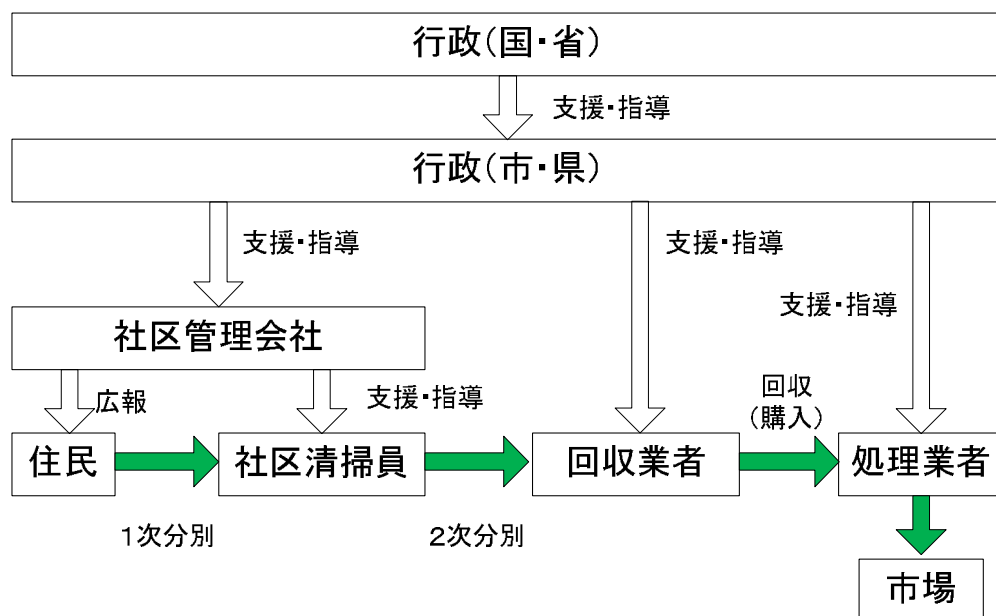 行政(国・省)
支援・指導
行政(市・県)
支援・指導
支援・指導
支援・指導
社区管理会社
広報
支援・指導
回収
(購入)
住民
社区清掃員
回収業者
処理業者
1次分別
2次分別
市場